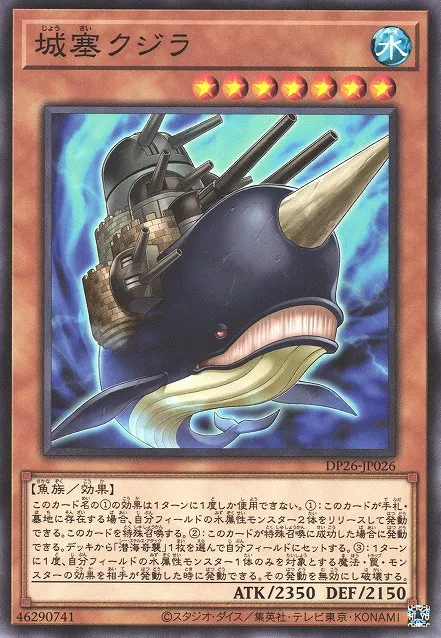 じょう さい
城塞クジラ
水
DP26-JP026
【魚族／効果】
このカード名の①の効果は1ターンに1度しか使用できない。①：このカードが手札・
墓地に存在する場合、自分フィールドの水属性モンスター2体をリリースして発動
できる。このカードを特殊召喚する。②：このカードが特殊召喚に成功した場合に発動
できる。デッキから「潜海奇襲」1枚を選んで自分フィールドにセットする。③：1ターン
に1度、自分フィールドの水属性モンスター1体のみを対象とする魔法・罠・モン
スターの効果を相手が発動した時に発動できる。その発動を無効にし破壊する。
ATK/2350 DEF/2150
46290741
©スタジオ・ダイス／集英社・テレビ東京・KONAMI